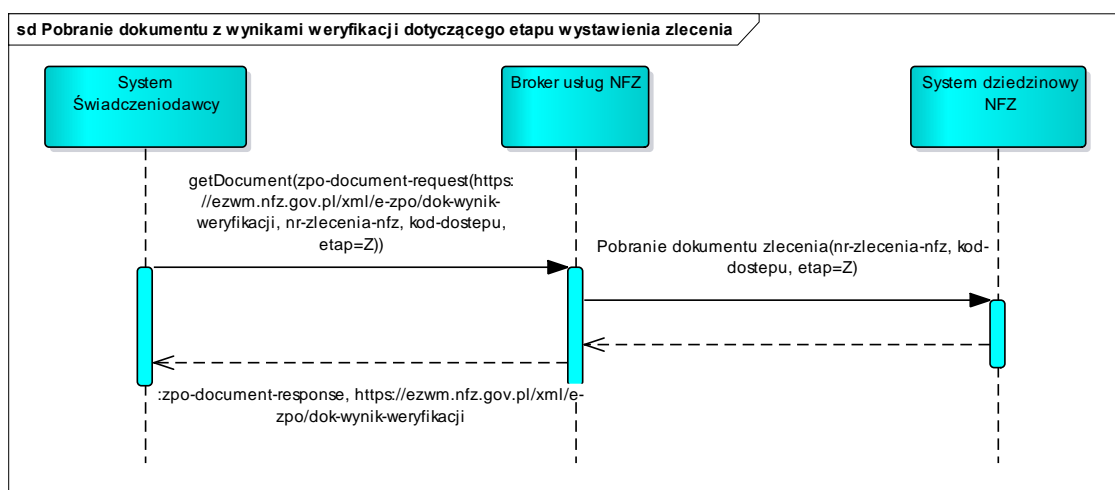 sd Pobranie dokumentu z wynikami weryfikacji dotyczącego etapu wystawienia zlecenia
System
Świadczeniodawcy
Broker usług NFZ
System dziedzinowy
NFZ
getDocument(zpo-document-request(https:
//ezwm.nfz.gov.pl/xml/e-zpo/dok-wynik-
weryfikacji, nr-zlecenia-nfz, kod-dostepu,
etap=Z))
Pobranie dokumentu zlecenia(nr-zlecenia-nfz, kod-
dostepu, etap=Z)
:zpo-document-response, https://ezwm.nfz.gov.pl/xml/e-
zpo/dok-wynik-weryfikacji